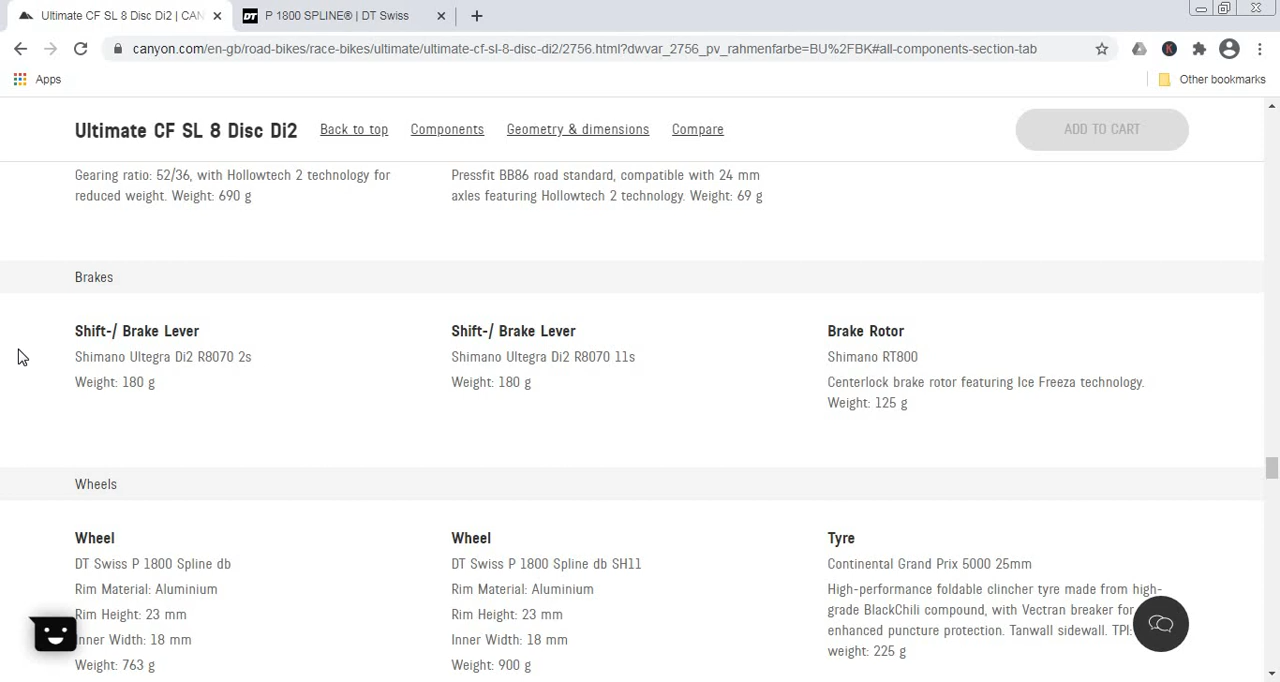 Ultimate CF SL 8 Disc Di2 | CAN
DT P 1800 SPLINE® | DT Swiss
canyon.com/en-gb/road-bikes/race-bikes/ultimate/ultimate-cf-sl-8-disc-di2/2756.html?dwvar_2756_pv_rahmenfarbe=BU%2FBK#all-components-section-tab
K
Apps
Other bookmarks
Ultimate CF SL 8 Disc Di2
Back to top
Components
Geometry & dimensions
Compare
ADD TO CART
Gearing ratio: 52/36, with Hollowtech 2 technology for
reduced weight. Weight: 690 g
Pressfit BB86 road standard, compatible with 24 mm
axles featuring Hollowtech 2 technology. Weight: 69 g
Brakes
Shift-/ Brake Lever
Shimano Ultegra Di2 R8070 2s
Weight: 180 g
Shift-/ Brake Lever
Shimano Ultegra Di2 R8070 11s
Weight: 180 g
Brake Rotor
Shimano RT800
Centerlock brake rotor featuring Ice Freeza technology.
Weight: 125 g
Wheels
Wheel
DT Swiss P 1800 Spline db
Rim Material: Aluminium
Rim Height: 23 mm
Inner Width: 18 mm
Weight: 763 g
Wheel
DT Swiss P 1800 Spline db SH11
Rim Material: Aluminium
Rim Height: 23 mm
Inner Width: 18 mm
Weight: 900 g
Tyre
Continental Grand Prix 5000 25mm
High-performance foldable clincher tyre made from high-
grade BlackChili compound, with Vectran breaker for
enhanced puncture protection. Tanwall sidewall. TPI:
weight: 225 g